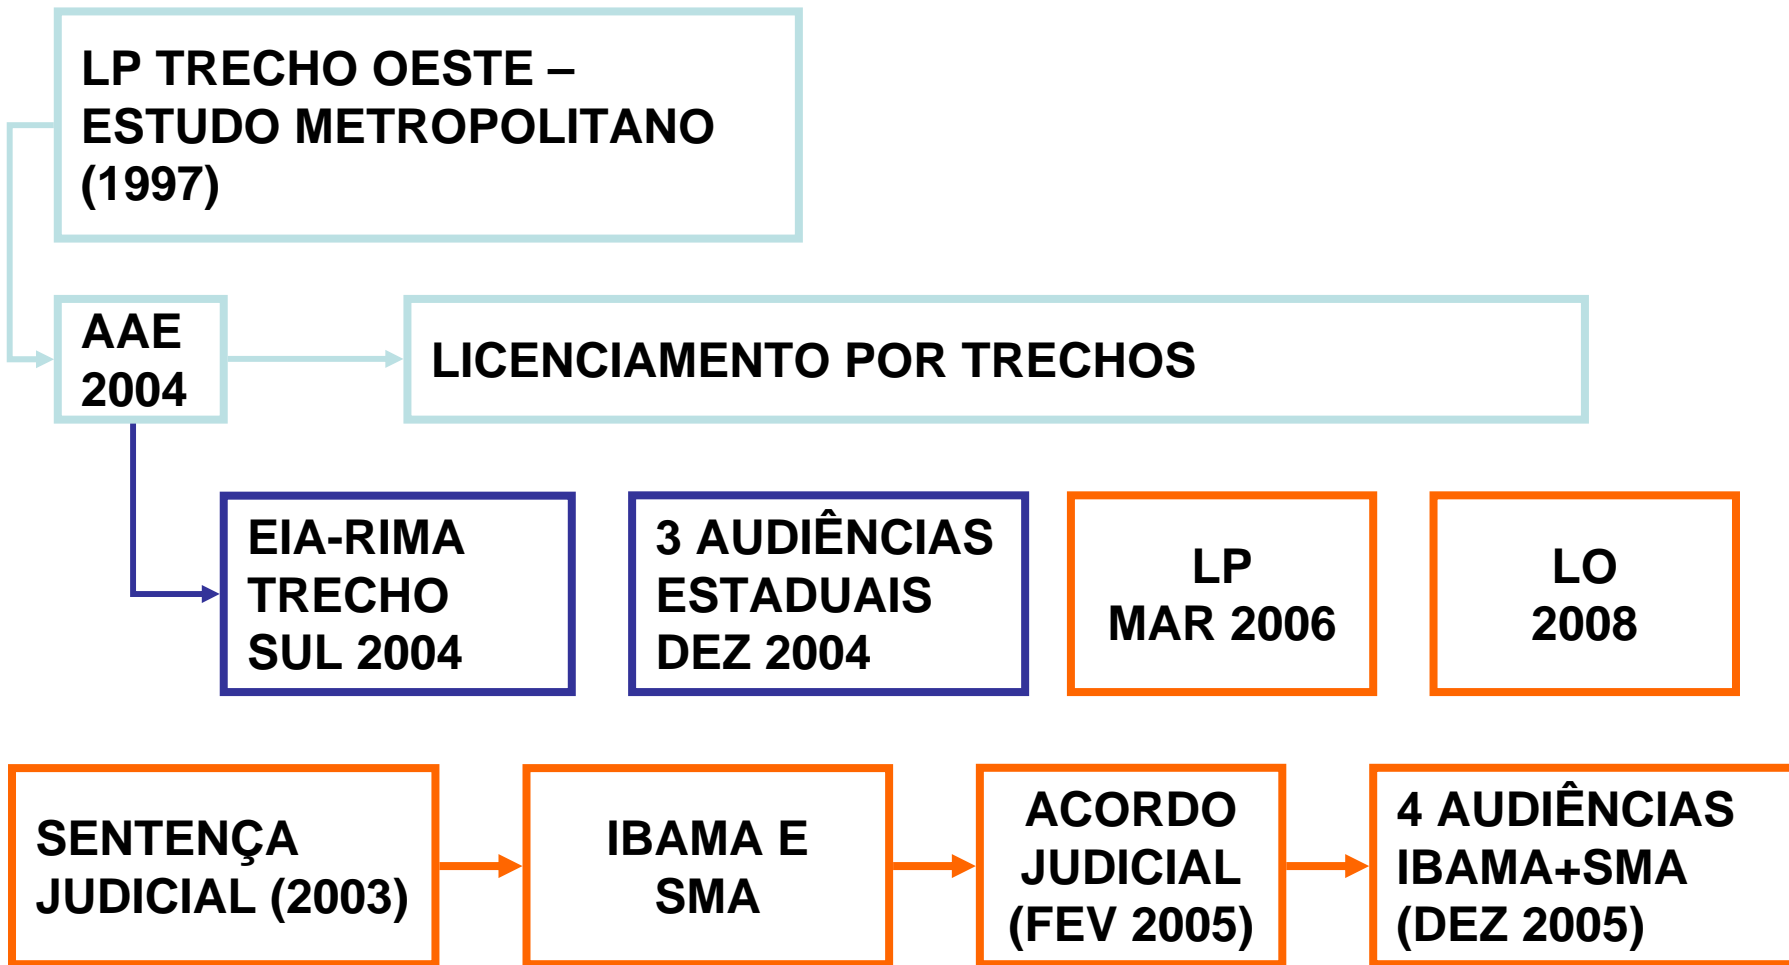 LP TRECHO OESTE –
ESTUDO METROPOLITANO
(1997)
AAE
2004
LICENCIAMENTO POR TRECHOS
EIA-RIMA
TRECHO
SUL 2004
3 AUDIÊNCIAS
ESTADUAIS
DEZ 2004
LP
MAR 2006
LO
2008
SENTENÇA
JUDICIAL (2003)
IBAMA E
SMA
ACORDO
JUDICIAL
(FEV 2005)
4 AUDIÊNCIAS
IBAMA+SMA
(DEZ 2005)